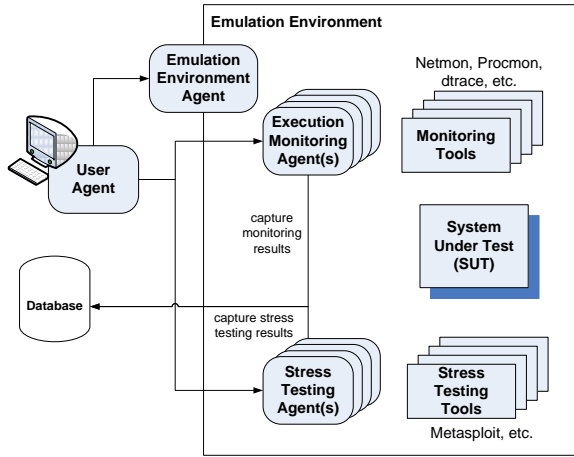 Emulation Environment
Emulation
Environment
Agent
Netmon, Procmon,
dtrace, etc.
Execution
Monitoring
Agent(s)
Monitoring
Tools
User
Agent
capture
monitoring
results
System
Under Test
(SUT)
Database
capture stress
testing results
Stress
Testing
Agent(s)
Stress
Testing
Tools
Metasploit, etc.